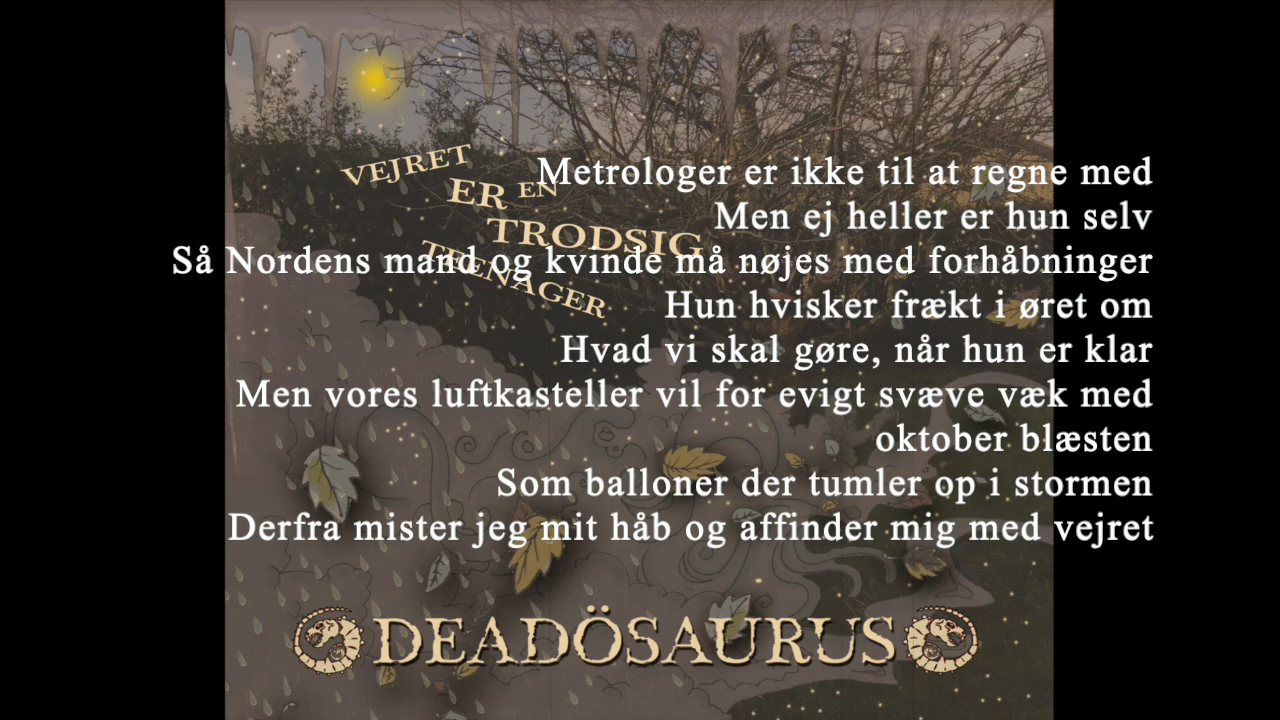 VEJRET
ER EN
TRODSIG
TEENAGER
Metrologer er ikke til at regne med
Men ej heller er hun selv
Så Nordens mand og kvinde må nøjes med forhåbninger
Hun hvisker frækt i øret om
Hvad vi skal gøre, når hun er klar
Men vores luftkasteller vil for evigt svæve væk med
oktober blæsten
Som balloner der tumler op i stormen
Derfra mister jeg mit håb og affinder mig med vejret
DEADÖSAURUS